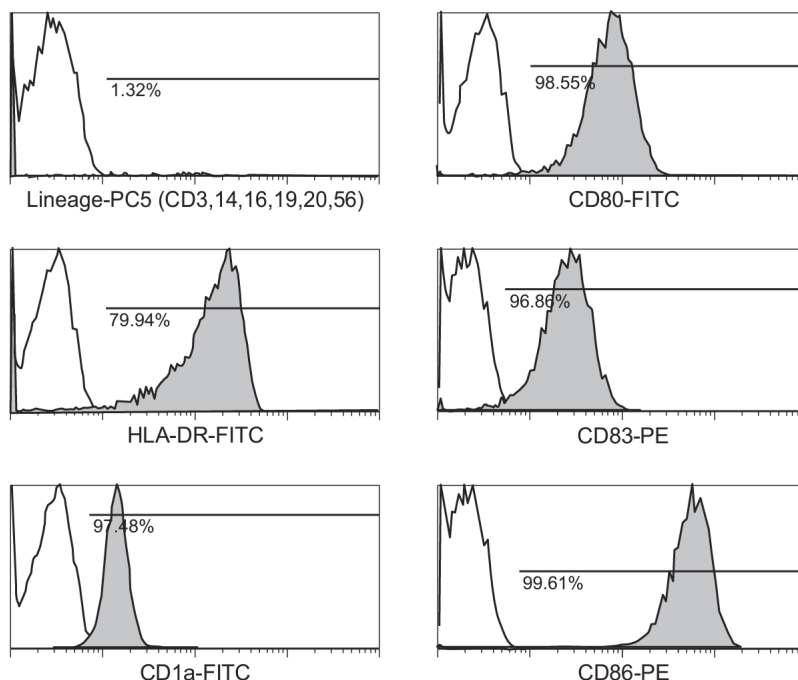 1.32%
Lineage-PC5 (CD3,14,16,19,20,56)
98.55%
CD80-FITC
79.94%
HLA-DR-FITC
96.86%
CD83-PE
97.48%
CD1a-FITC
99.61%
CD86-PE